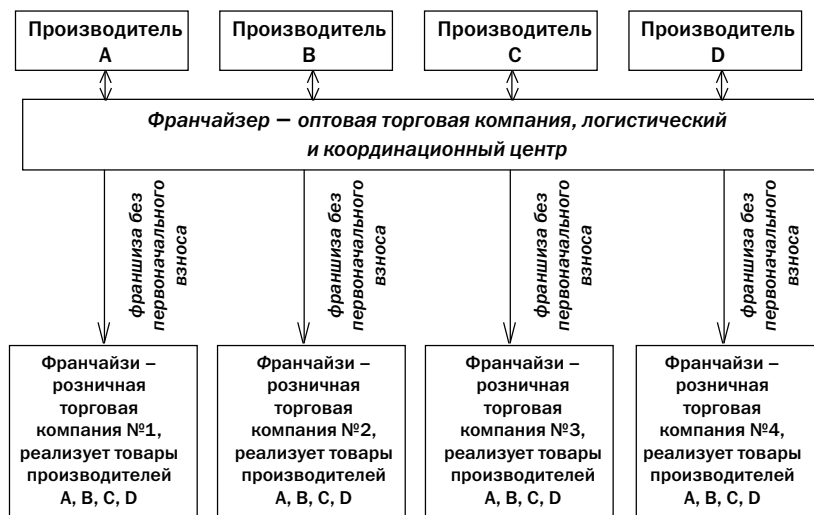 Производитель
A
Производитель
B
Производитель
C
Производитель
D
Франчайзер – оптовая торговая компания, логистический
и координационный центр
франшиза без
первоначального
взноса
франшиза без
первоначального
взноса
франшиза без
первоначального
взноса
франшиза без
первоначального
взноса
Франчайзи –
розничная
торговая
компания №1,
реализует товары
производителей
A, B, C, D
Франчайзи –
розничная
торговая
компания №2,
реализует товары
производителей
A, B, C, D
Франчайзи –
розничная
торговая
компания №3,
реализует товары
производителей
A, B, C, D
Франчайзи –
розничная
торговая
компания №4,
реализует товары
производителей
A, B, C, D